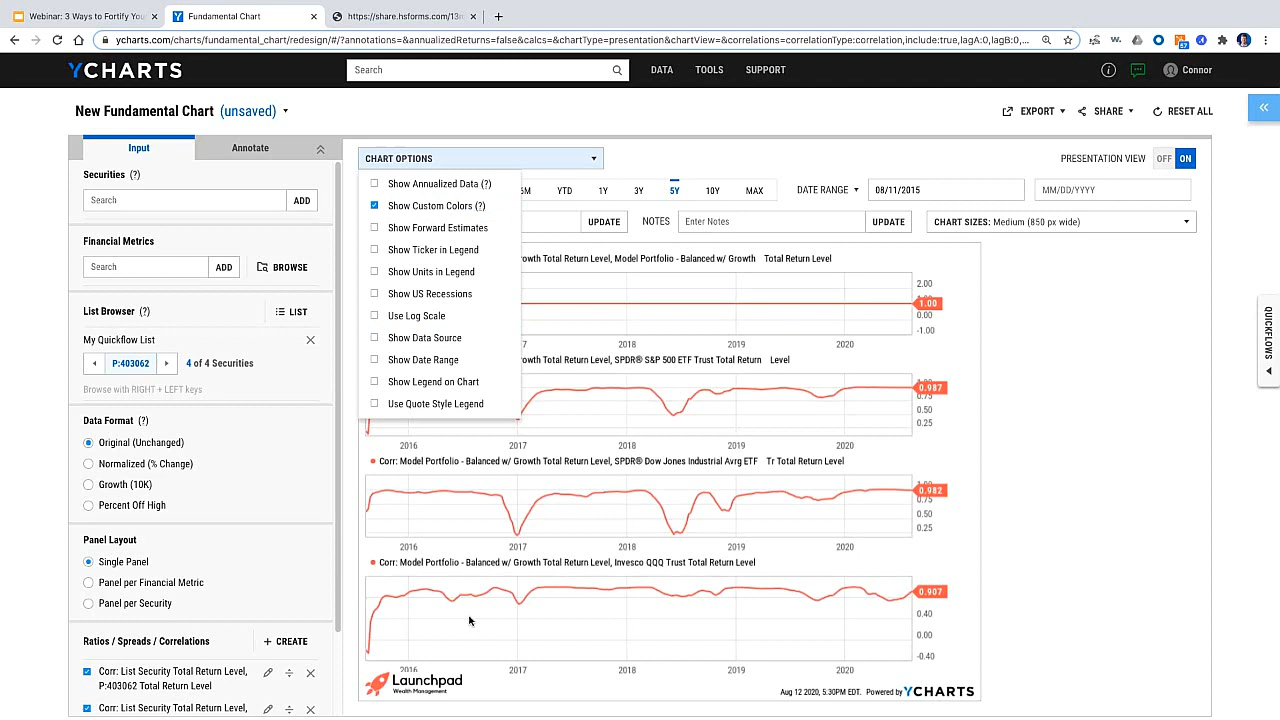 Webinar: 3 Ways to Fortify You
Fundamental Chart
https://share.hsforms.com/13m
ycharts.com/charts/fundamental_chart/redesign/#/?annotations=&annualizedReturns=false&calcs=&chartType=presentation&chartView=&correlations=correlationType:correlation,include:true,lagA:0,lagB:0,...
YCHARTS
Search
DATA
TOOLS
SUPPORT
Connor
New Fundamental Chart (unsaved)
EXPORT
SHARE
RESET ALL
Input
Annotate
CHART OPTIONS
PRESENTATION VIEW OFF ON
Securities (?)
Search
ADD
Show Annualized Data (?)
Show Custom Colors (?)
Show Forward Estimates
Show Ticker in Legend
Show Units in Legend
Show US Recessions
Use Log Scale
Show Data Source
Show Date Range
Show Legend on Chart
Use Quote Style Legend
6M YTD 1Y 3Y 5Y 10Y MAX
DATE RANGE
08/11/2015
MM/DD/YYYY
UPDATE
NOTES
Enter Notes
UPDATE
CHART SIZES: Medium (850 px wide)
Financial Metrics
Search
ADD
BROWSE
List Browser (?)
LIST
My Quickflow List
P:403062
4 of 4 Securities
Browse with RIGHT + LEFT keys
Data Format (?)
Original (Unchanged)
Normalized (% Change)
Growth (10K)
Percent Off High
Panel Layout
Single Panel
Panel per Financial Metric
Panel per Security
Ratios / Spreads / Correlations
CREATE
Corr: List Security Total Return Level,
P:403062 Total Return Level
Corr: List Security Total Return Level,
owth Total Return Level, Model Portfolio - Balanced w/ Growth Total Return Level
2.00
1.00
0.00
-1.00
2018 2019 2020
owth Total Return Level, SPDR® S&P 500 ETF Trust Total Return Level
0.987
0.75
0.50
0.25
2016 2017 2018 2019 2020
Corr: Model Portfolio - Balanced w/ Growth Total Return Level, SPDR® Dow Jones Industrial Avrg ETF Tr Total Return Level
0.982
0.75
0.50
0.25
2016 2017 2018 2019 2020
Corr: Model Portfolio - Balanced w/ Growth Total Return Level, Invesco QQQ Trust Total Return Level
0.907
0.40
0.00
-0.40
2016 2017 2018 2019 2020
Launchpad
Wealth Management
Aug 12 2020, 5:30PM EDT. Powered by YCHARTS
QUICKFLOWS